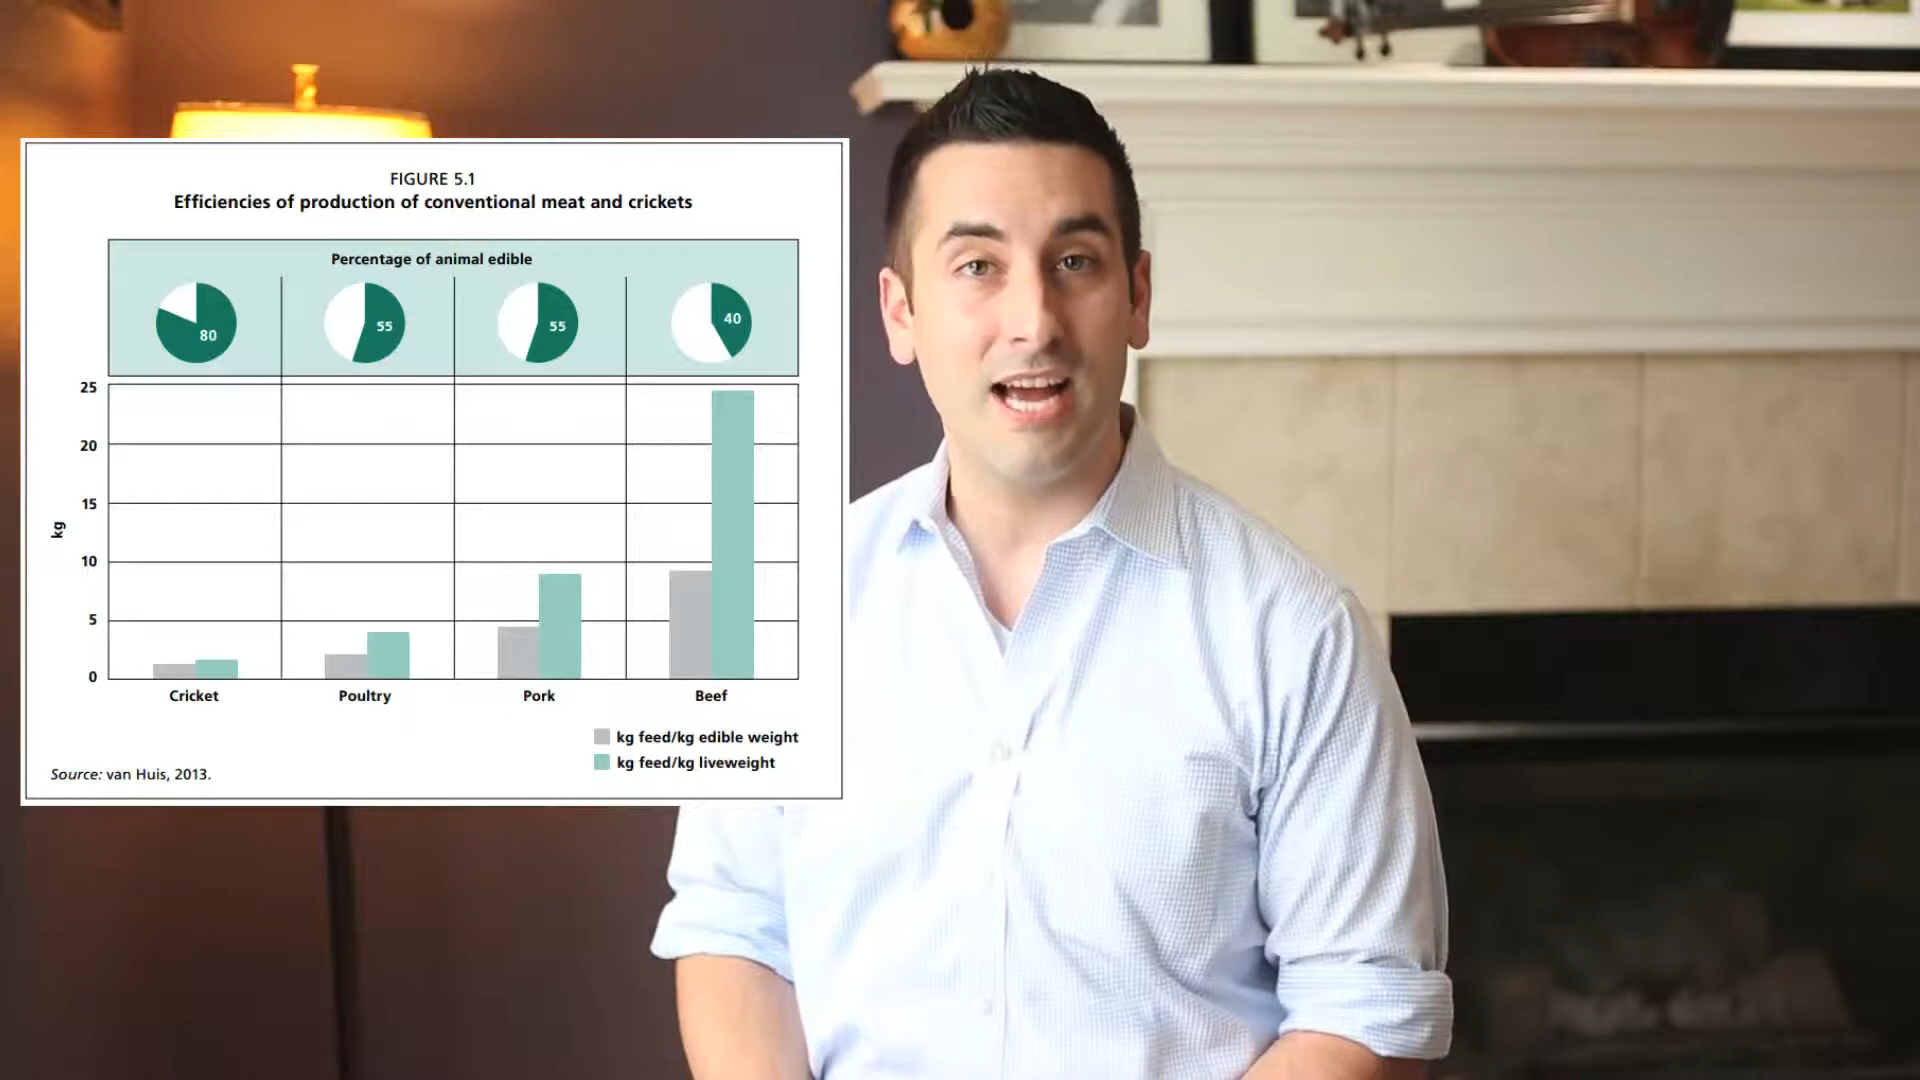 FIGURE 5.1
Efficiencies of production of conventional meat and crickets
Percentage of animal edible
80
55
55
40
25
20
15
10
5
0
kg
Cricket
Poultry
Pork
Beef
kg feed/kg edible weight
kg feed/kg liveweight
Source: van Huis, 2013.